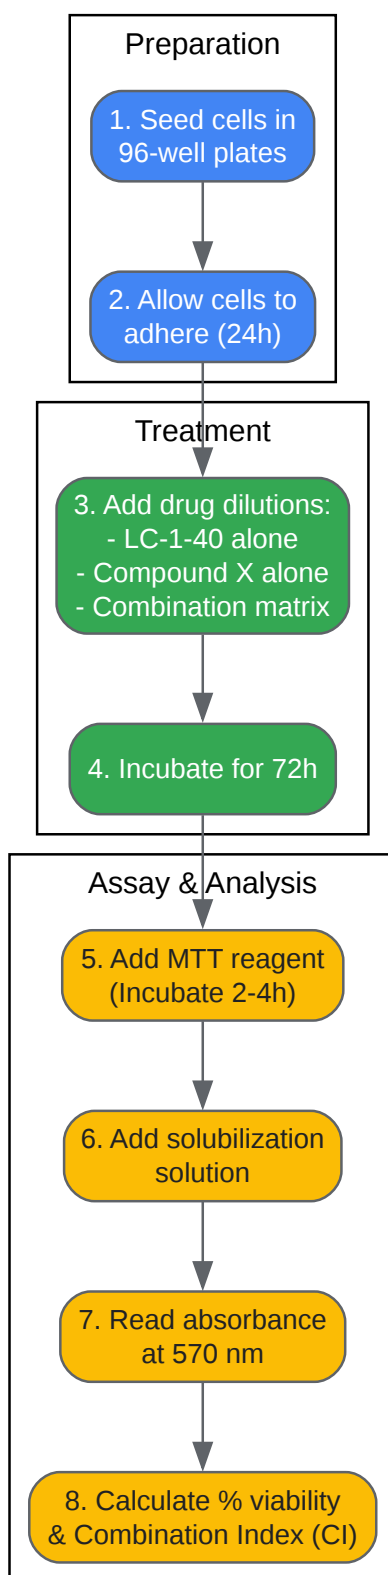 Preparation
1. Seed cells in
96-well plates
2. Allow cells to
adhere (24h)
Treatment
3. Add drug dilutions:
- LC-1-40 alone
- Compound X alone
- Combination matrix
4. Incubate for 72h
Assay & Analysis
5. Add MTT reagent
(Incubate 2-4h)
6. Add solubilization
solution
7. Read absorbance
at 570 nm
8. Calculate % viability
& Combination Index (CI)